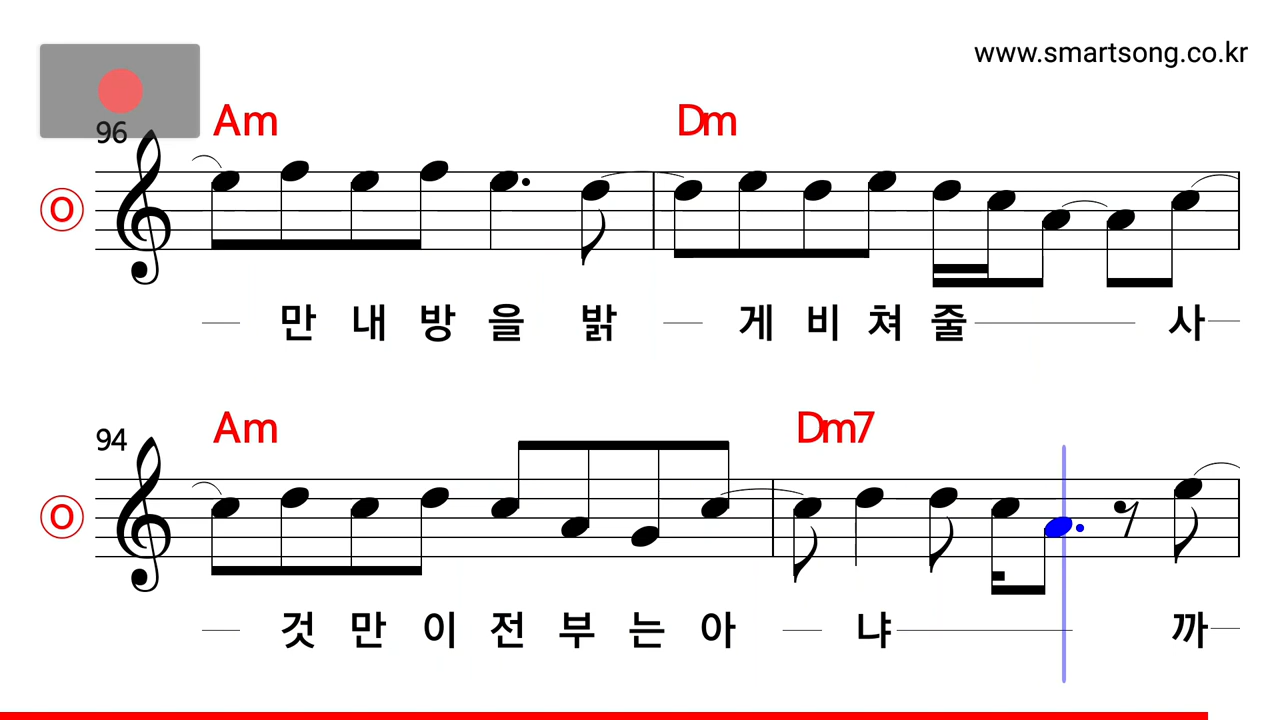 www.smartsong.co.kr
96 Am Dm
O
만 내 방 을 밝 게 비 쳐 줄 사
94 Am Dm7
O
것 만 이 전 부 는 아 냐 까